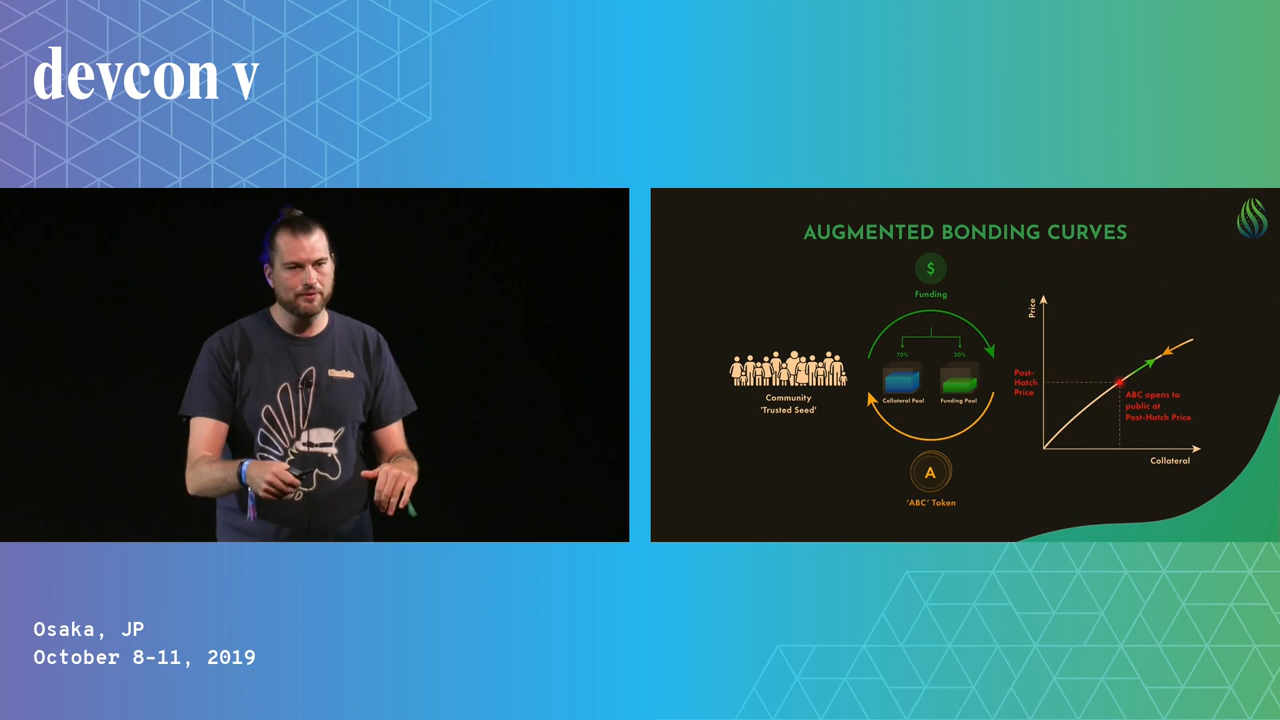 devcon v
AUGMENTED BONDING CURVES
$
Funding
70%
30%
Collateral Pool
Funding Pool
Community
'Trusted Seed'
A
'ABC' Token
Price
Post-
Hatch
Price
ABC opens to
public at
Post-Hatch Price
Collateral
Osaka, JP
October 8-11, 2019